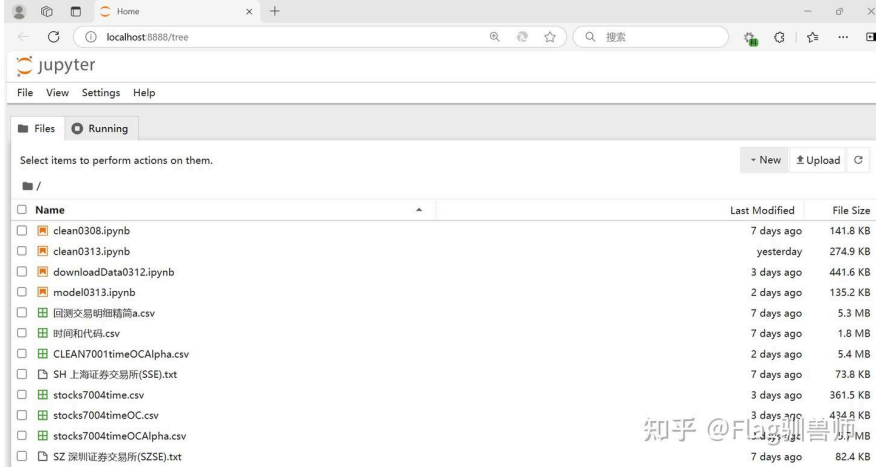 Home
localhost:8888/tree
搜索
jupyter
File View Settings Help
Files Running
Select items to perform actions on them.
New Upload
/
Name Last Modified File Size
clean0308.ipynb 7 days ago 141.8 KB
clean0313.ipynb yesterday 274.9 KB
downloadData0312.ipynb 3 days ago 441.6 KB
model0313.ipynb 2 days ago 135.2 KB
回测交易明细精简a.csv 7 days ago 5.3 MB
时间和代码.csv 7 days ago 1.8 MB
CLEAN7001timeOCAlpha.csv 2 days ago 5.4 MB
SH 上海证券交易所(SSE).txt 7 days ago 73.8 KB
stocks7004time.csv 3 days ago 361.5 KB
stocks7004timeOC.csv 3 days ago 434.8 KB
stocks7004timeOCAlpha.csv days ago MB
知乎 @Flag驯兽师
SZ 深圳证券交易所(SZSE).txt 7 days ago 82.4 KB